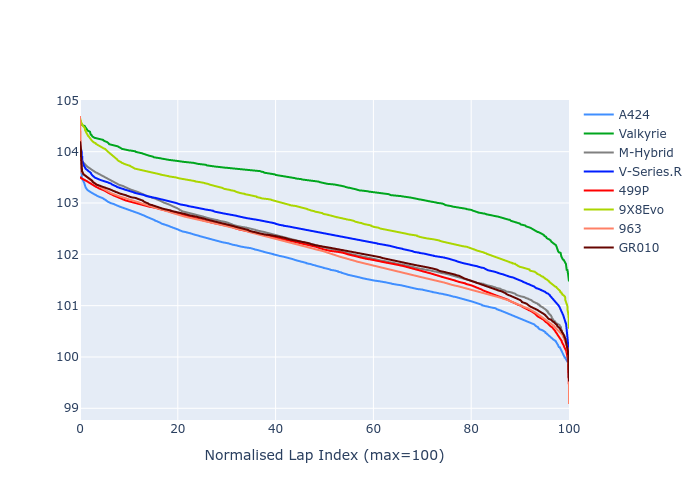 105
104
103
102
101
100
99
0 20 40 60 80 100
Normalised Lap Index (max=100)
A424
Valkyrie
M-Hybrid
V-Series.R
499P
9X8Evo
963
GR010